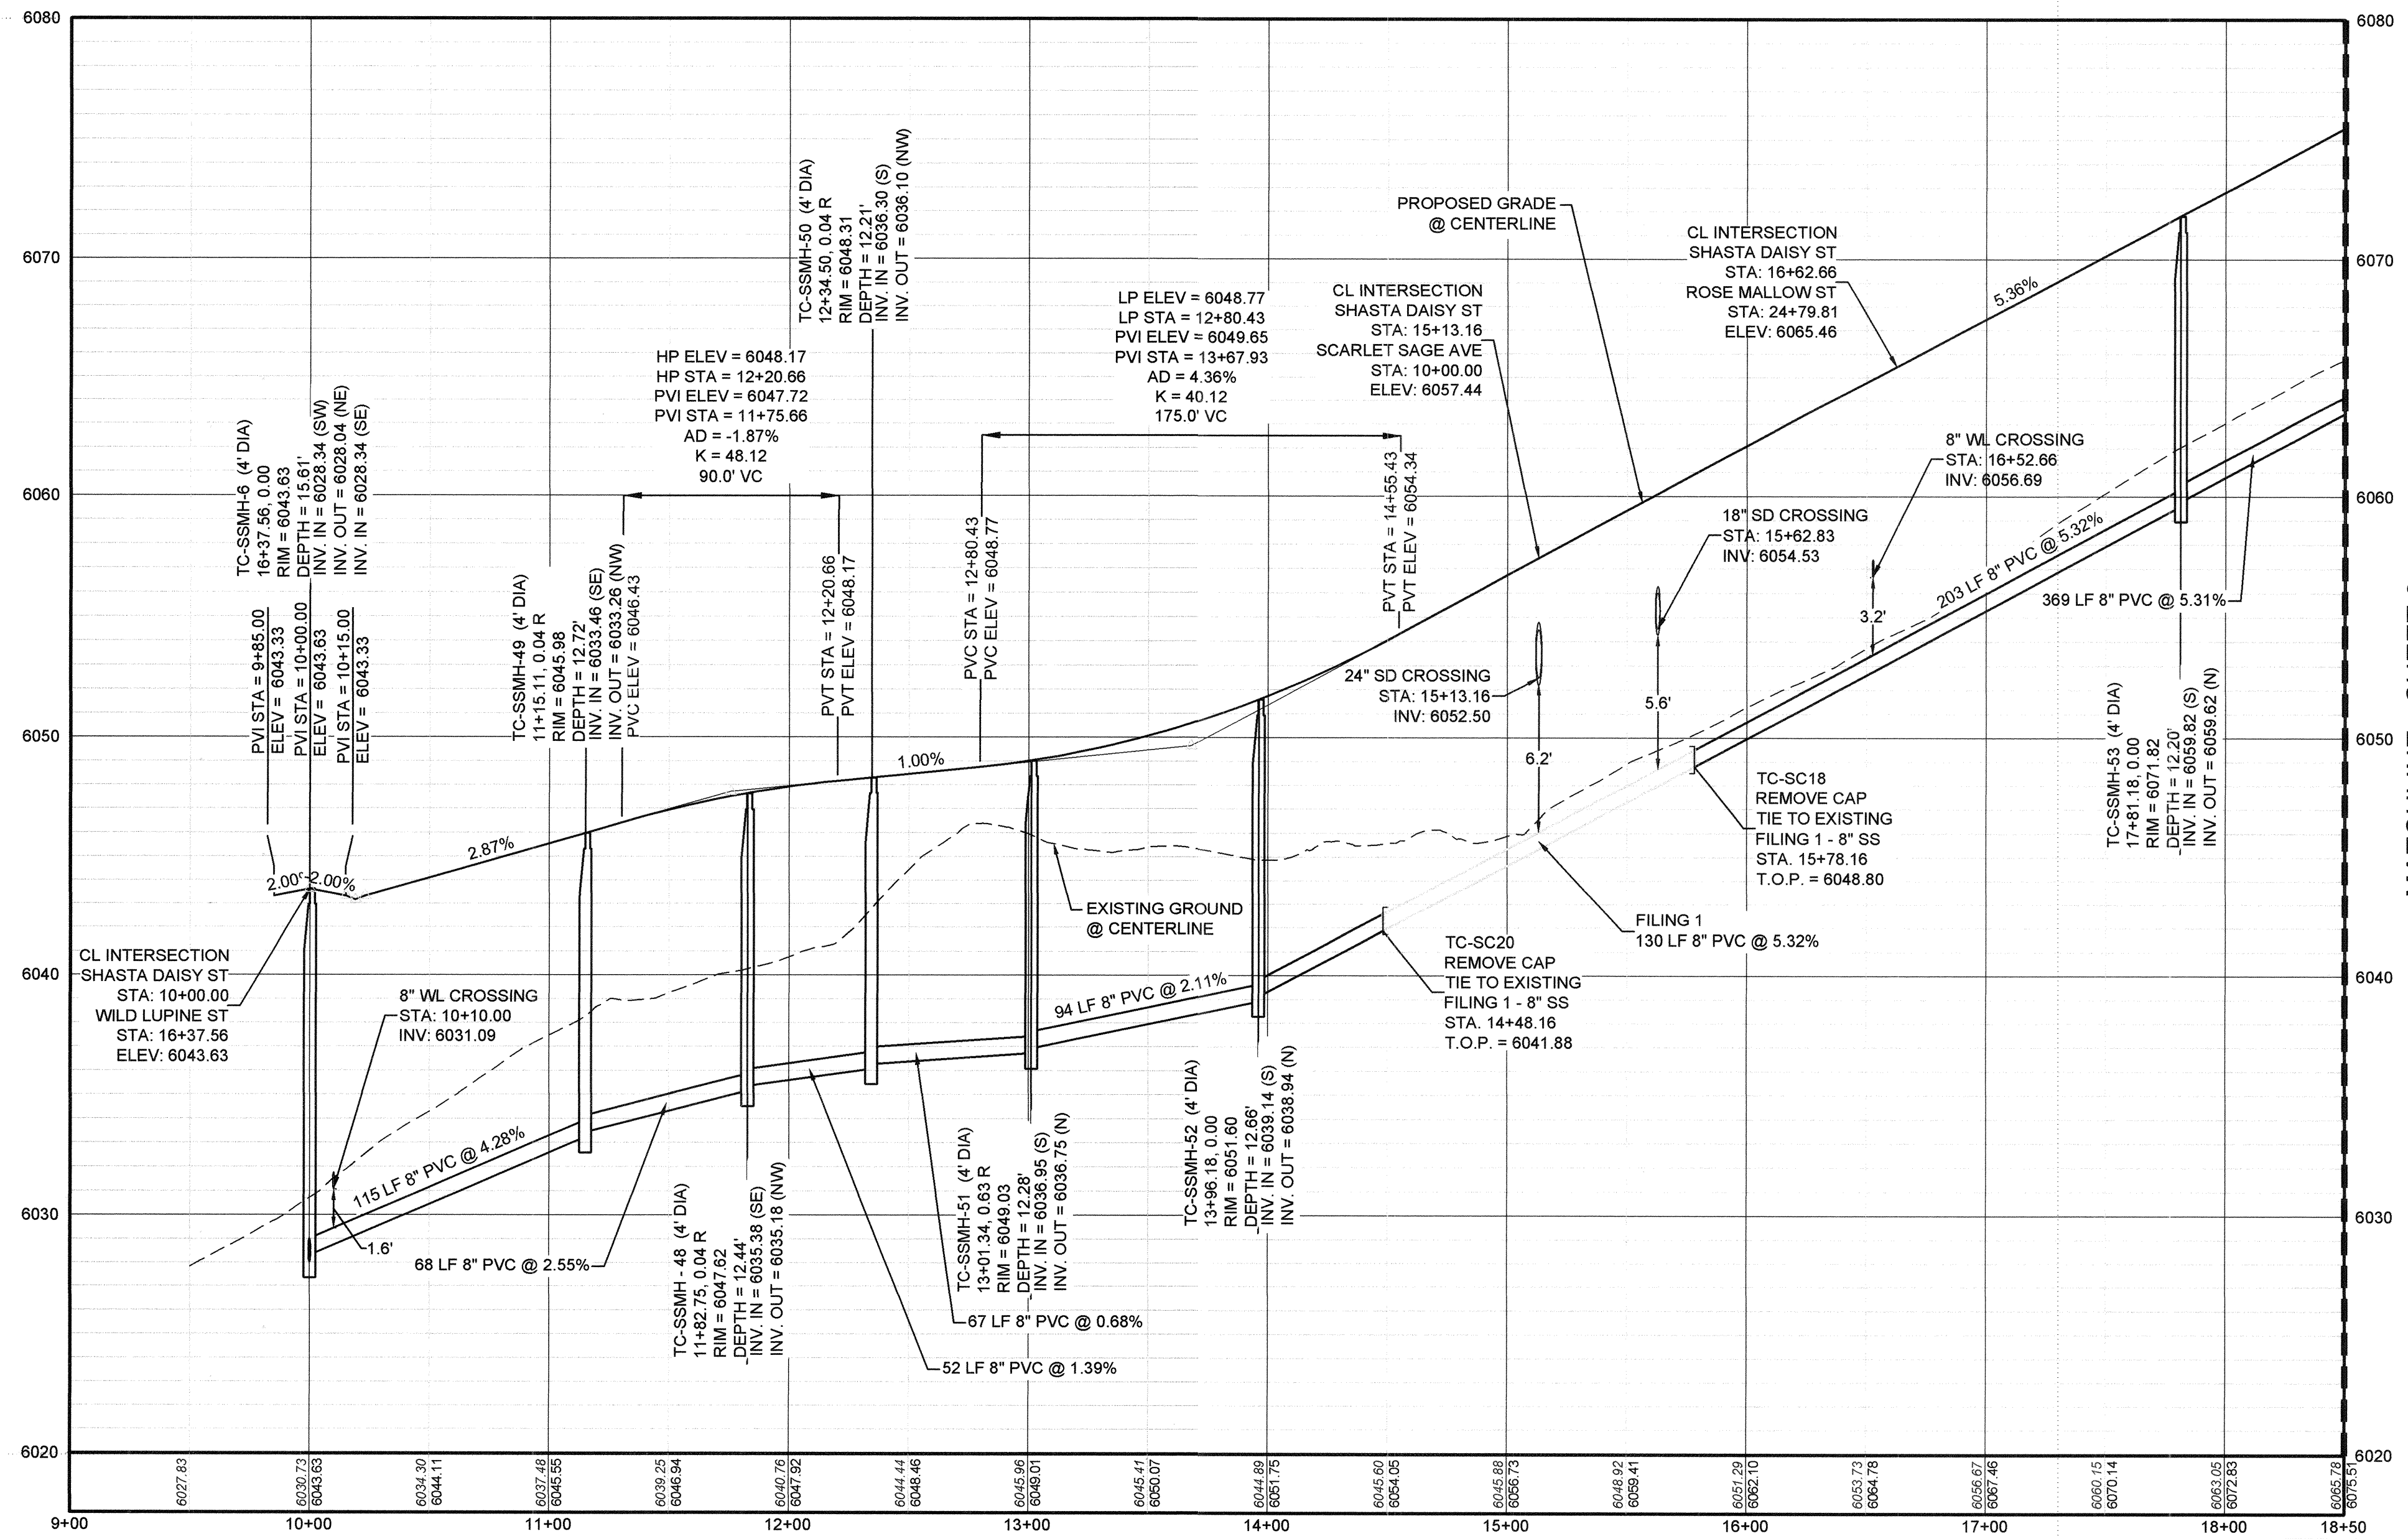 6080
6070
6060
6050
6040
6030
6020
6080
6070
6060
6050
6040
6030
6020
TC-SSMH-6 (4' DIA)
16+37.56, 0.00
RIM = 6043.63
DEPTH = 15.61'
INV. IN = 6028.34 (SW)
INV. OUT = 6028.04 (NE)
INV. IN = 6028.34 (SE)
PVI STA = 9+85.00
ELEV = 6043.33
PVI STA = 10+00.00
ELEV = 6043.63
PVI STA = 10+15.00
ELEV = 6043.33
2.00%
-2.00%
2.87%
CL INTERSECTION
SHASTA DAISY ST
STA: 10+00.00
WILD LUPINE ST
STA: 16+37.56
ELEV: 6043.63
8" WL CROSSING
STA: 10+10.00
INV: 6031.09
1.6'
115 LF 8" PVC @ 4.28%
68 LF 8" PVC @ 2.55%
TC-SSMH-49 (4' DIA)
11+15.11, 0.04 R
RIM = 6045.98
DEPTH = 12.72'
INV. IN = 6033.46 (SE)
INV. OUT = 6033.26 (NW)
PVC ELEV = 6046.43
HP ELEV = 6048.17
HP STA = 12+20.66
PVI ELEV = 6047.72
PVI STA = 11+75.66
AD = -1.87%
K = 48.12
90.0' VC
PVT STA = 12+20.66
PVT ELEV = 6048.17
TC-SSMH-50 (4' DIA)
12+34.50, 0.04 R
RIM = 6048.31
DEPTH = 12.21'
INV. IN = 6036.30 (S)
INV. OUT = 6036.10 (NW)
1.00%
TC-SSMH - 48 (4' DIA)
11+82.75, 0.04 R
RIM = 6047.62
DEPTH = 12.44'
INV. IN = 6035.38 (SE)
INV. OUT = 6035.18 (NW)
LP ELEV = 6048.77
LP STA = 12+80.43
PVI ELEV = 6049.65
PVI STA = 13+67.93
AD = 4.36%
K = 40.12
175.0' VC
PVC STA = 12+80.43
PVC ELEV = 6048.77
PVT STA = 14+55.43
PVT ELEV = 6054.34
EXISTING GROUND
@ CENTERLINE
94 LF 8" PVC @ 2.11%
TC-SSMH-51 (4' DIA)
13+01.34, 0.63 R
RIM = 6049.03
DEPTH = 12.28'
INV. IN = 6036.95 (S)
INV. OUT = 6036.75 (N)
67 LF 8" PVC @ 0.68%
52 LF 8" PVC @ 1.39%
TC-SSMH-52 (4' DIA)
13+96.18, 0.00
RIM = 6051.60
DEPTH = 12.66'
INV. IN = 6039.14 (S)
INV. OUT = 6038.94 (N)
PROPOSED GRADE
@ CENTERLINE
CL INTERSECTION
SHASTA DAISY ST
STA: 15+13.16
SCARLET SAGE AVE
STA: 10+00.00
ELEV: 6057.44
CL INTERSECTION
SHASTA DAISY ST
STA: 16+62.66
ROSE MALLOW ST
STA: 24+79.81
ELEV: 6065.46
5.36%
24" SD CROSSING
STA: 15+13.16
INV: 6052.50
6.2'
18" SD CROSSING
STA: 15+62.83
INV: 6054.53
5.6'
8" WL CROSSING
STA: 16+52.66
INV: 6056.69
3.2'
203 LF 8" PVC @ 5.32%
369 LF 8" PVC @ 5.31%
TC-SC18
REMOVE CAP
TIE TO EXISTING
FILING 1 - 8" SS
STA. 15+78.16
T.O.P. = 6048.80
FILING 1
130 LF 8" PVC @ 5.32%
TC-SC20
REMOVE CAP
TIE TO EXISTING
FILING 1 - 8" SS
STA. 14+48.16
T.O.P. = 6041.88
TC-SSMH-53 (4' DIA)
17+81.18, 0.00
RIM = 6071.82
DEPTH = 12.20'
INV. IN = 6059.82 (S)
INV. OUT = 6059.62 (N)
6027.83
6030.73
6043.63
6034.30
6044.11
6037.48
6045.55
6039.25
6046.94
6040.76
6047.92
6044.44
6048.46
6045.96
6049.01
6045.41
6050.07
6044.89
6051.75
6045.60
6054.05
6045.88
6056.73
6048.92
6059.41
6051.29
6062.10
6053.73
6064.78
6056.67
6067.46
6060.15
6070.14
6063.05
6072.83
6065.78
6075.51
9+00
10+00
11+00
12+00
13+00
14+00
15+00
16+00
17+00
18+00
18+50